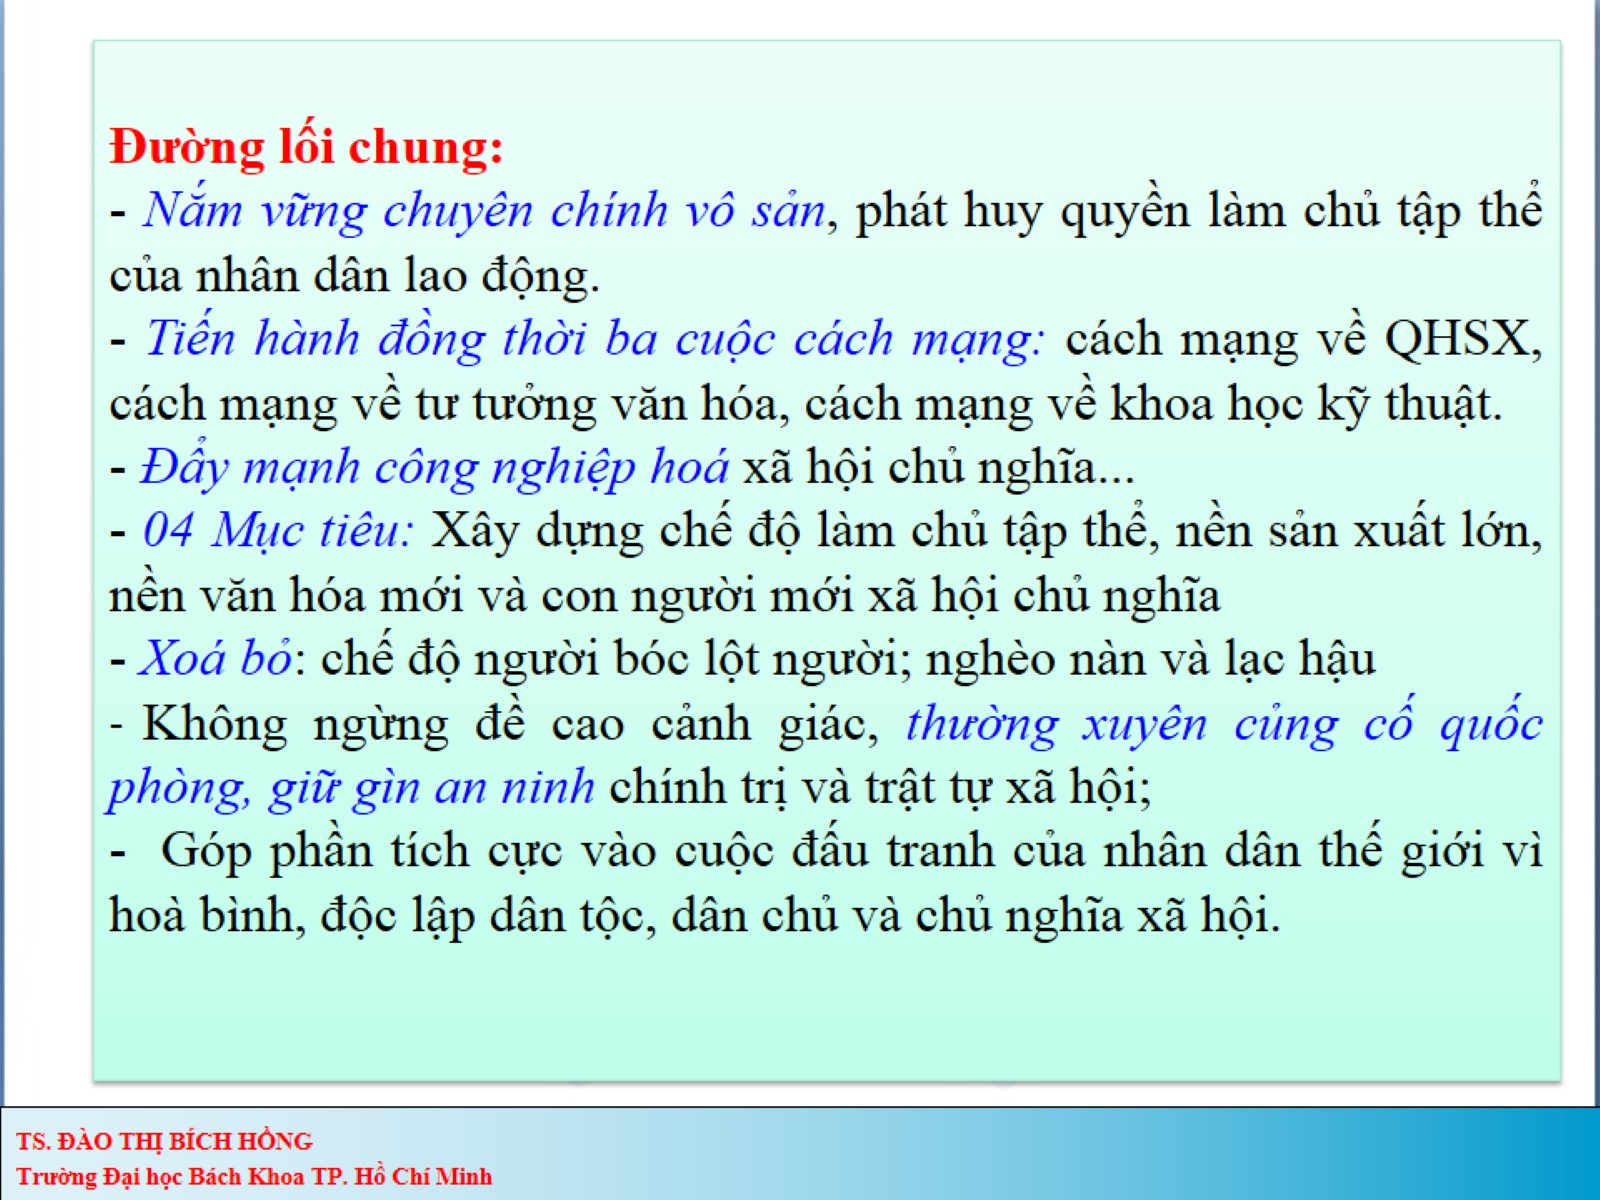 Đường lối chung:
- Nắm vững chuyên chính vô sản, phát huy quyền làm chủ tập thể
của nhân dân lao động.
- Tiến hành đồng thời ba cuộc cách mạng: cách mạng về QHSX,
cách mạng về tư tưởng văn hóa, cách mạng về khoa học kỹ thuật.
- Đẩy mạnh công nghiệp hoá xã hội chủ nghĩa...
- 04 Mục tiêu: Xây dựng chế độ làm chủ tập thể, nền sản xuất lớn,
nền văn hóa mới và con người mới xã hội chủ nghĩa
- Xoá bỏ: chế độ người bóc lột người; nghèo nàn và lạc hậu
- Không ngừng đề cao cảnh giác, thường xuyên củng cố quốc
phòng, giữ gìn an ninh chính trị và trật tự xã hội;
- Góp phần tích cực vào cuộc đấu tranh của nhân dân thế giới vì
hoà bình, độc lập dân tộc, dân chủ và chủ nghĩa xã hội.
TS. ĐÀO THỊ BÍCH HỒNG
Trường Đại học Bách Khoa TP. Hồ Chí Minh